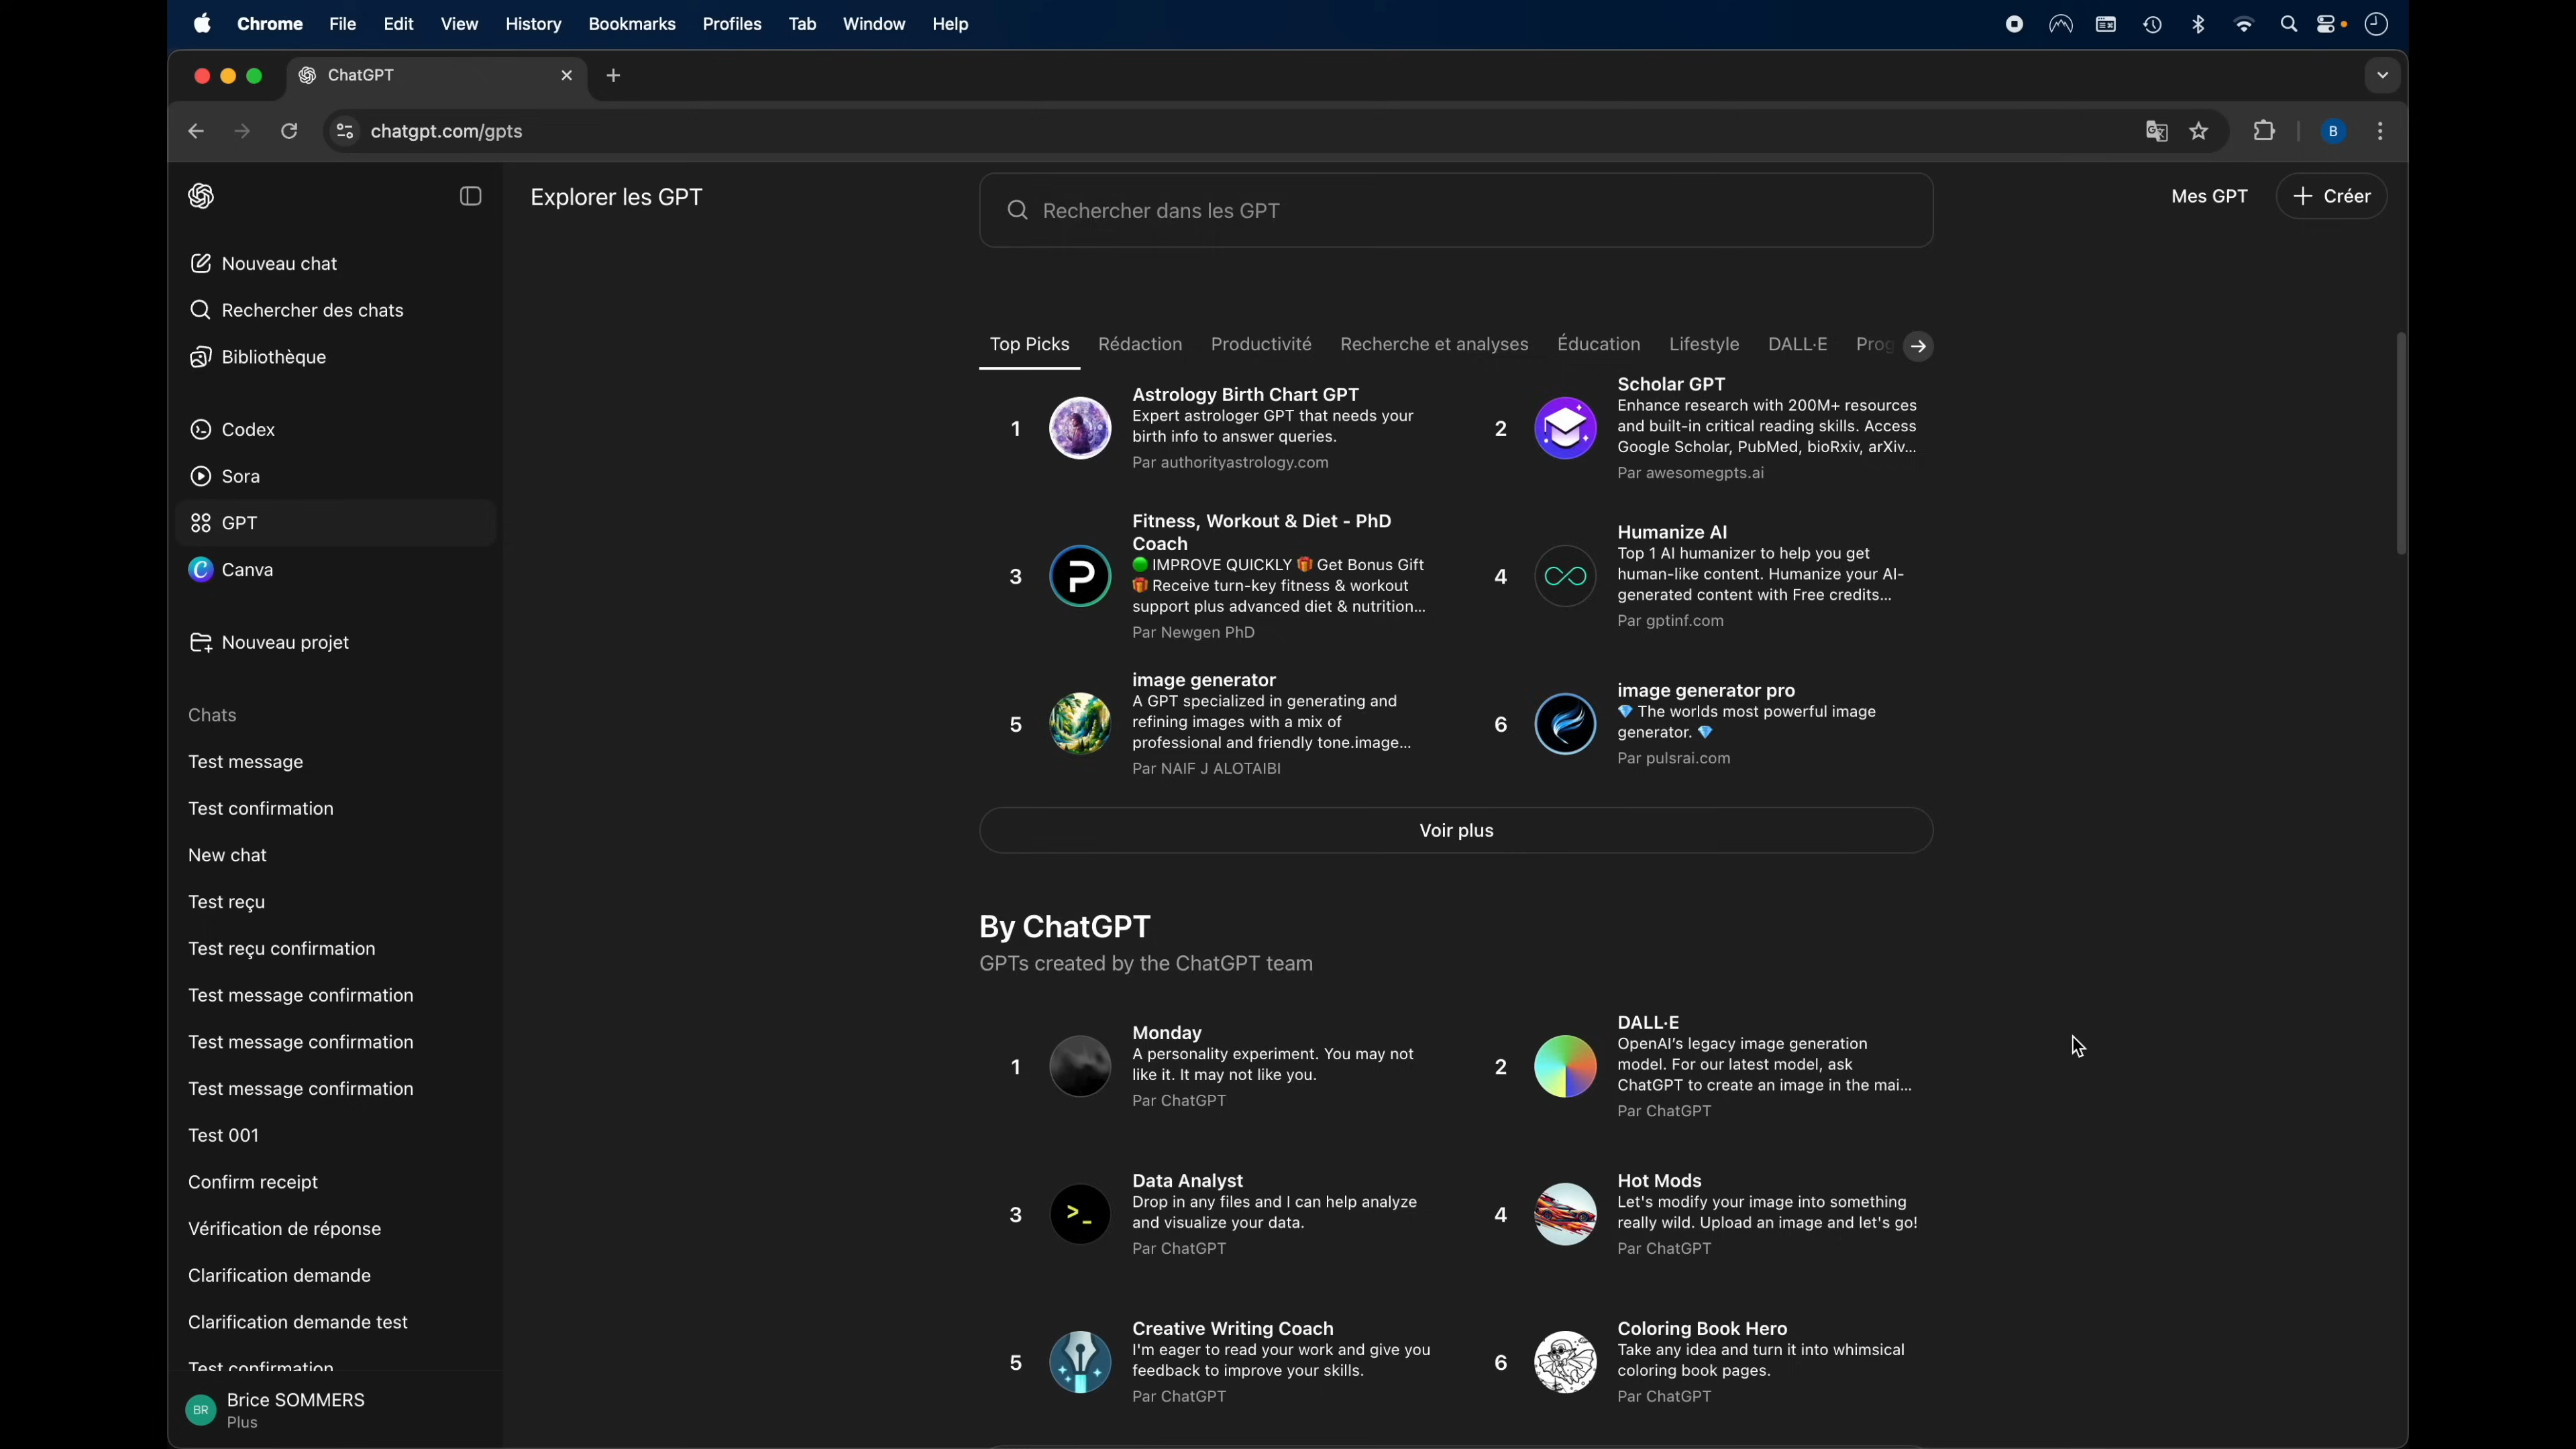 Chrome File Edit View History Bookmarks Profiles Tab Window Help
ChatGPT
chatgpt.com/gpts
B
Explorer les GPT
Rechercher dans les GPT
Mes GPT
Créer
Nouveau chat
Rechercher des chats
Bibliothèque
Codex
Sora
GPT
Canva
Nouveau projet
Chats
Test message
Test confirmation
New chat
Test reçu
Test reçu confirmation
Test message confirmation
Test message confirmation
Test message confirmation
Test 001
Confirm receipt
Vérification de réponse
Clarification demande
Clarification demande test
Test confirmation
BR
Brice SOMMERS
Plus
Top Picks Rédaction Productivité Recherche et analyses Éducation Lifestyle DALL·E Prog
1
Astrology Birth Chart GPT
Expert astrologer GPT that needs your
birth info to answer queries.
Par authorityastrology.com
2
Scholar GPT
Enhance research with 200M+ resources
and built-in critical reading skills. Access
Google Scholar, PubMed, bioRxiv, arXiv...
Par awesomegpts.ai
3
Fitness, Workout & Diet - PhD
Coach
🟢 IMPROVE QUICKLY 🎁 Get Bonus Gift
🎁 Receive turn-key fitness & workout
support plus advanced diet & nutrition...
Par Newgen PhD
4
Humanize AI
Top 1 AI humanizer to help you get
human-like content. Humanize your AI-
generated content with Free credits...
Par gptinf.com
5
image generator
A GPT specialized in generating and
refining images with a mix of
professional and friendly tone.image...
Par NAIF J ALOTAIBI
6
image generator pro
💎 The worlds most powerful image
generator. 💎
Par pulsrai.com
Voir plus
By ChatGPT
GPTs created by the ChatGPT team
1
Monday
A personality experiment. You may not
like it. It may not like you.
Par ChatGPT
2
DALL·E
OpenAI's legacy image generation
model. For our latest model, ask
ChatGPT to create an image in the mai...
Par ChatGPT
3
>_
Data Analyst
Drop in any files and I can help analyze
and visualize your data.
Par ChatGPT
4
Hot Mods
Let's modify your image into something
really wild. Upload an image and let's go!
Par ChatGPT
5
Creative Writing Coach
I'm eager to read your work and give you
feedback to improve your skills.
Par ChatGPT
6
Coloring Book Hero
Take any idea and turn it into whimsical
coloring book pages.
Par ChatGPT